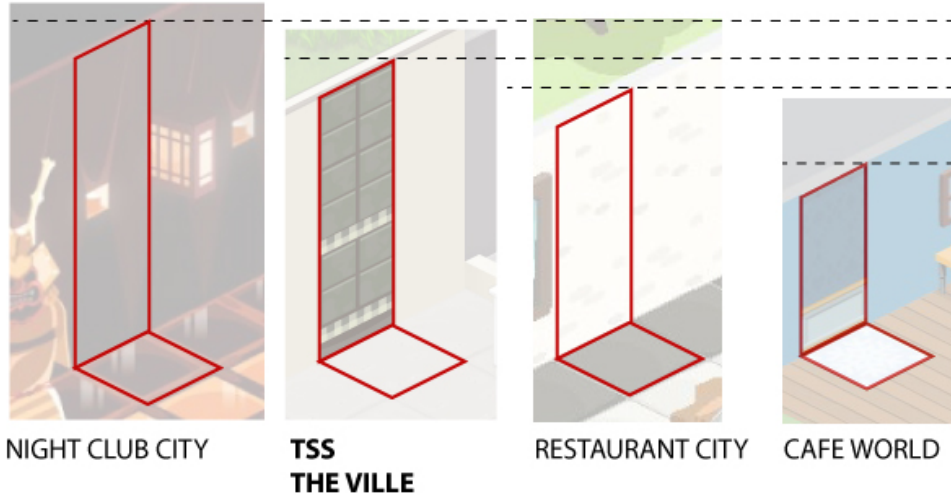 NIGHT CLUB CITY
TSS
THE VILLE
RESTAURANT CITY
CAFE WORLD